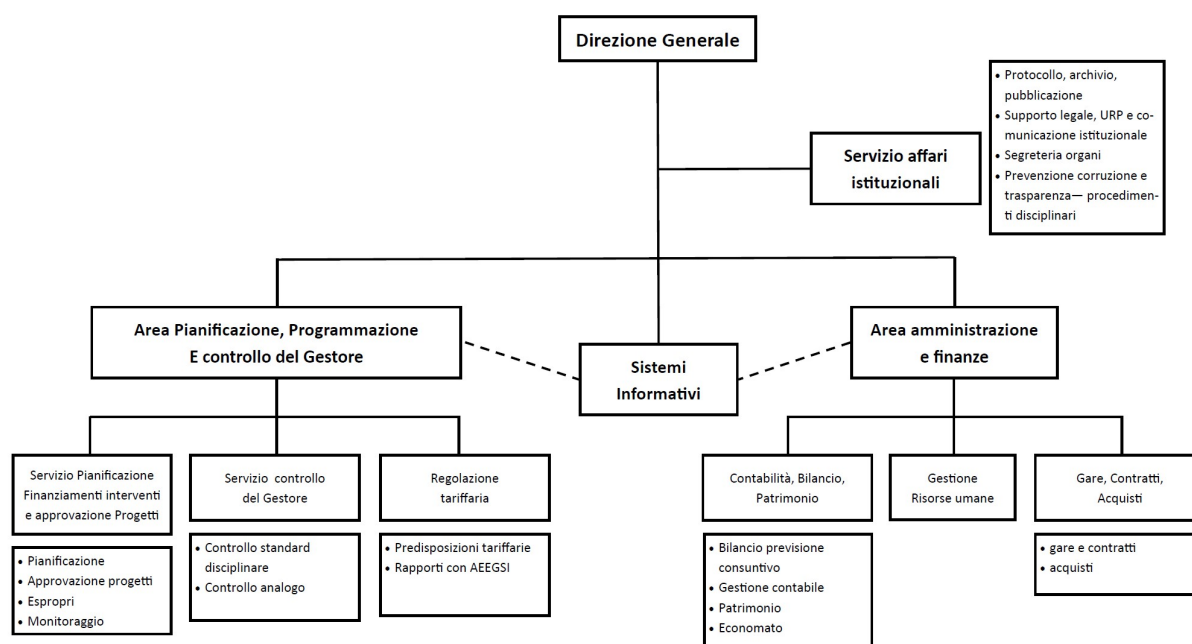 Direzione Generale
• Protocollo, archivio,
pubblicazione
• Supporto legale, URP e co-
municazione istituzionale
• Segreteria organi
• Prevenzione corruzione e
trasparenza— procedimen-
ti disciplinari
Servizio affari
istituzionali
Area Pianificazione, Programmazione
E controllo del Gestore
Sistemi
Informativi
Area amministrazione
e finanze
Servizio Pianificazione
Finanziamenti interventi
e approvazione Progetti
Servizio controllo
del Gestore
Regolazione
tariffaria
Contabilità, Bilancio,
Patrimonio
Gestione
Risorse umane
Gare, Contratti,
Acquisti
• Pianificazione
• Approvazione progetti
• Espropri
• Monitoraggio
• Controllo standard
disciplinare
• Controllo analogo
• Predisposizioni tariffarie
• Rapporti con AEEGSI
• Bilancio previsione
consuntivo
• Gestione contabile
• Patrimonio
• Economato
• gare e contratti
• acquisti